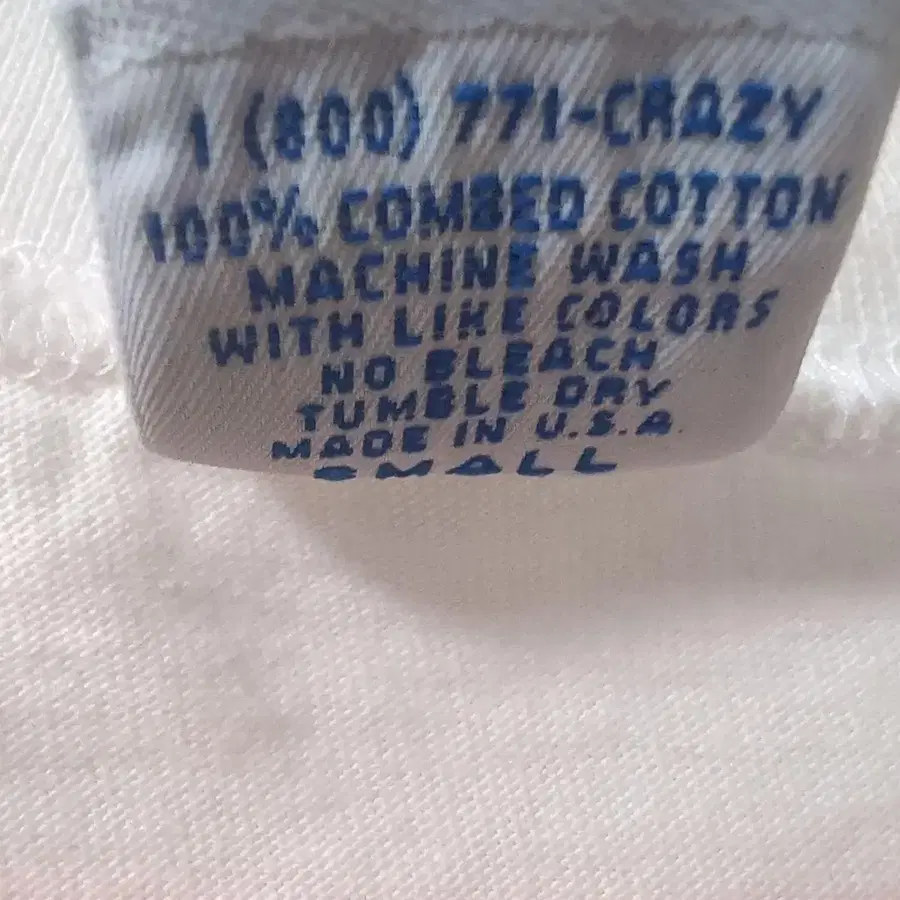 1 (800) 771-CRAZY
100% COMBED COTTON
MACHINE WASH
WITH LIKE COLORS
NO BLEACH
TUMBLE DRY
MADE IN U.S.A.
SMALL